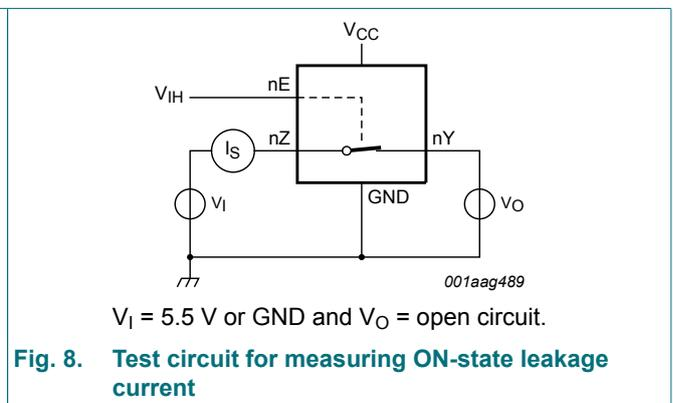 VCC
VIH
nE
IS
nZ
nY
GND
VI
VO
001aag489
VI = 5.5 V or GND and VO = open circuit.
Fig. 8. Test circuit for measuring ON-state leakage
current